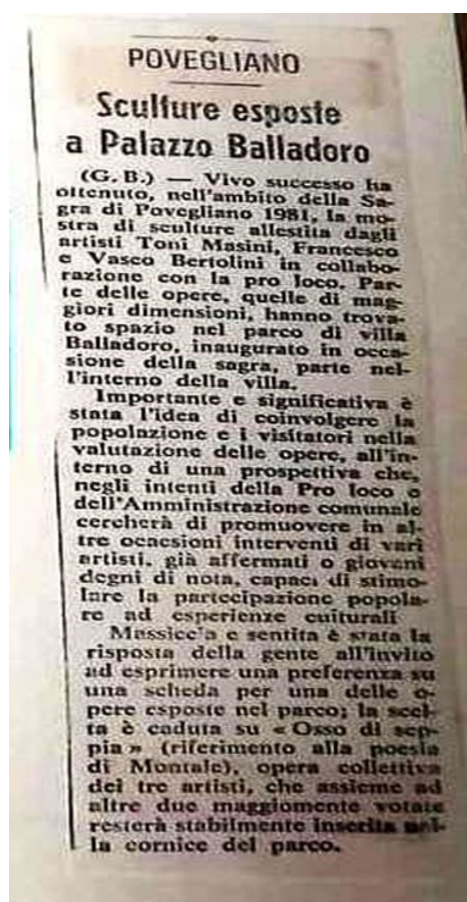 POVEGLIANO
Sculture esposte
a Palazzo Balladoro
(G. B.) — Vivo successo ha
ottenuto, nell'ambito della Sa-
gra di Povegliano 1981, la mo-
stra di sculture allestita dagli
artisti Toni Masini, Francesco
e Vasco Bertolini in collabo-
razione con la pro loco. Par-
te delle opere, quelle di mag-
giori dimensioni, hanno trova-
to spazio nel parco di villa
Balladoro, inaugurato in occa-
sione della sagra, parte nel-
l'interno della villa.
Importante e significativa è
stata l'idea di coinvolgere la
popolazione e i visitatori nella
valutazione delle opere, all'in-
terno di una prospettiva che,
negli intenti della Pro loco e
dell'Amministrazione comunale
cercherà di promuovere in al-
tre ocaesioni interventi di vari
artisti, già affermati o giovani
degni di nota, capaci di stimo-
lare la partecipazione popola-
re ad esperienze culturali
Massicc'a e sentita è stata la
risposta della gente all'invito
ad esprimere una preferenza su
una scheda per una delle o-
pere esposte nel parco; la scel-
ta è caduta su «Osso di sep-
pia» (riferimento alla poesia
di Montale), opera collettiva
dei tre artisti, che assieme ad
altre due maggiomente votate
resterà stabilmente inserita nel-
la cornice del parco.